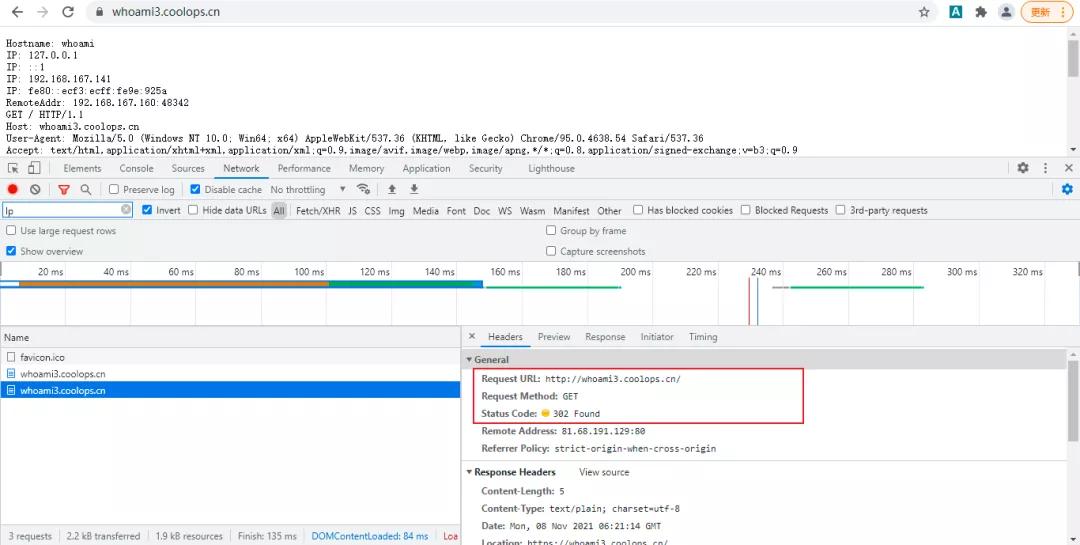 whoami3.coolops.cn
更新
Hostname: whoami
IP: 127.0.0.1
IP: ::1
IP: 192.168.167.141
IP: fe80::ecf3:ecff:fe9e:925a
RemoteAddr: 192.168.167.160:48342
GET / HTTP/1.1
Host: whoami3.coolops.cn
User-Agent: Mozilla/5.0 (Windows NT 10.0; Win64; x64) AppleWebKit/537.36 (KHTML, like Gecko) Chrome/95.0.4638.54 Safari/537.36
Accept: text/html,application/xhtml+xml,application/xml;q=0.9,image/avif,image/webp,image/apng,*/*;q=0.8,application/signed-exchange;v=b3;q=0.9
Elements Console Sources Network Performance Memory Application Security Lighthouse
Preserve log Disable cache No throttling
lp Invert Hide data URLs All Fetch/XHR JS CSS Img Media Font Doc WS Wasm Manifest Other Has blocked cookies Blocked Requests 3rd-party requests
Use large request rows Group by frame
Show overview Capture screenshots
20 ms 40 ms 60 ms 80 ms 100 ms 120 ms 140 ms 160 ms 180 ms 200 ms 220 ms 240 ms 260 ms 280 ms 300 ms 320 ms
Name
favicon.ico
whoami3.coolops.cn
whoami3.coolops.cn
Headers Preview Response Initiator Timing
General
Request URL: http://whoami3.coolops.cn/
Request Method: GET
Status Code: 302 Found
Remote Address: 81.68.191.129:80
Referrer Policy: strict-origin-when-cross-origin
Response Headers View source
Content-Length: 5
Content-Type: text/plain; charset=utf-8
Date: Mon, 08 Nov 2021 06:21:14 GMT
Location: https://whoami3.coolops.cn/
3 requests 2.2 kB transferred 1.9 kB resources Finish: 135 ms DOMContentLoaded: 84 ms Loa